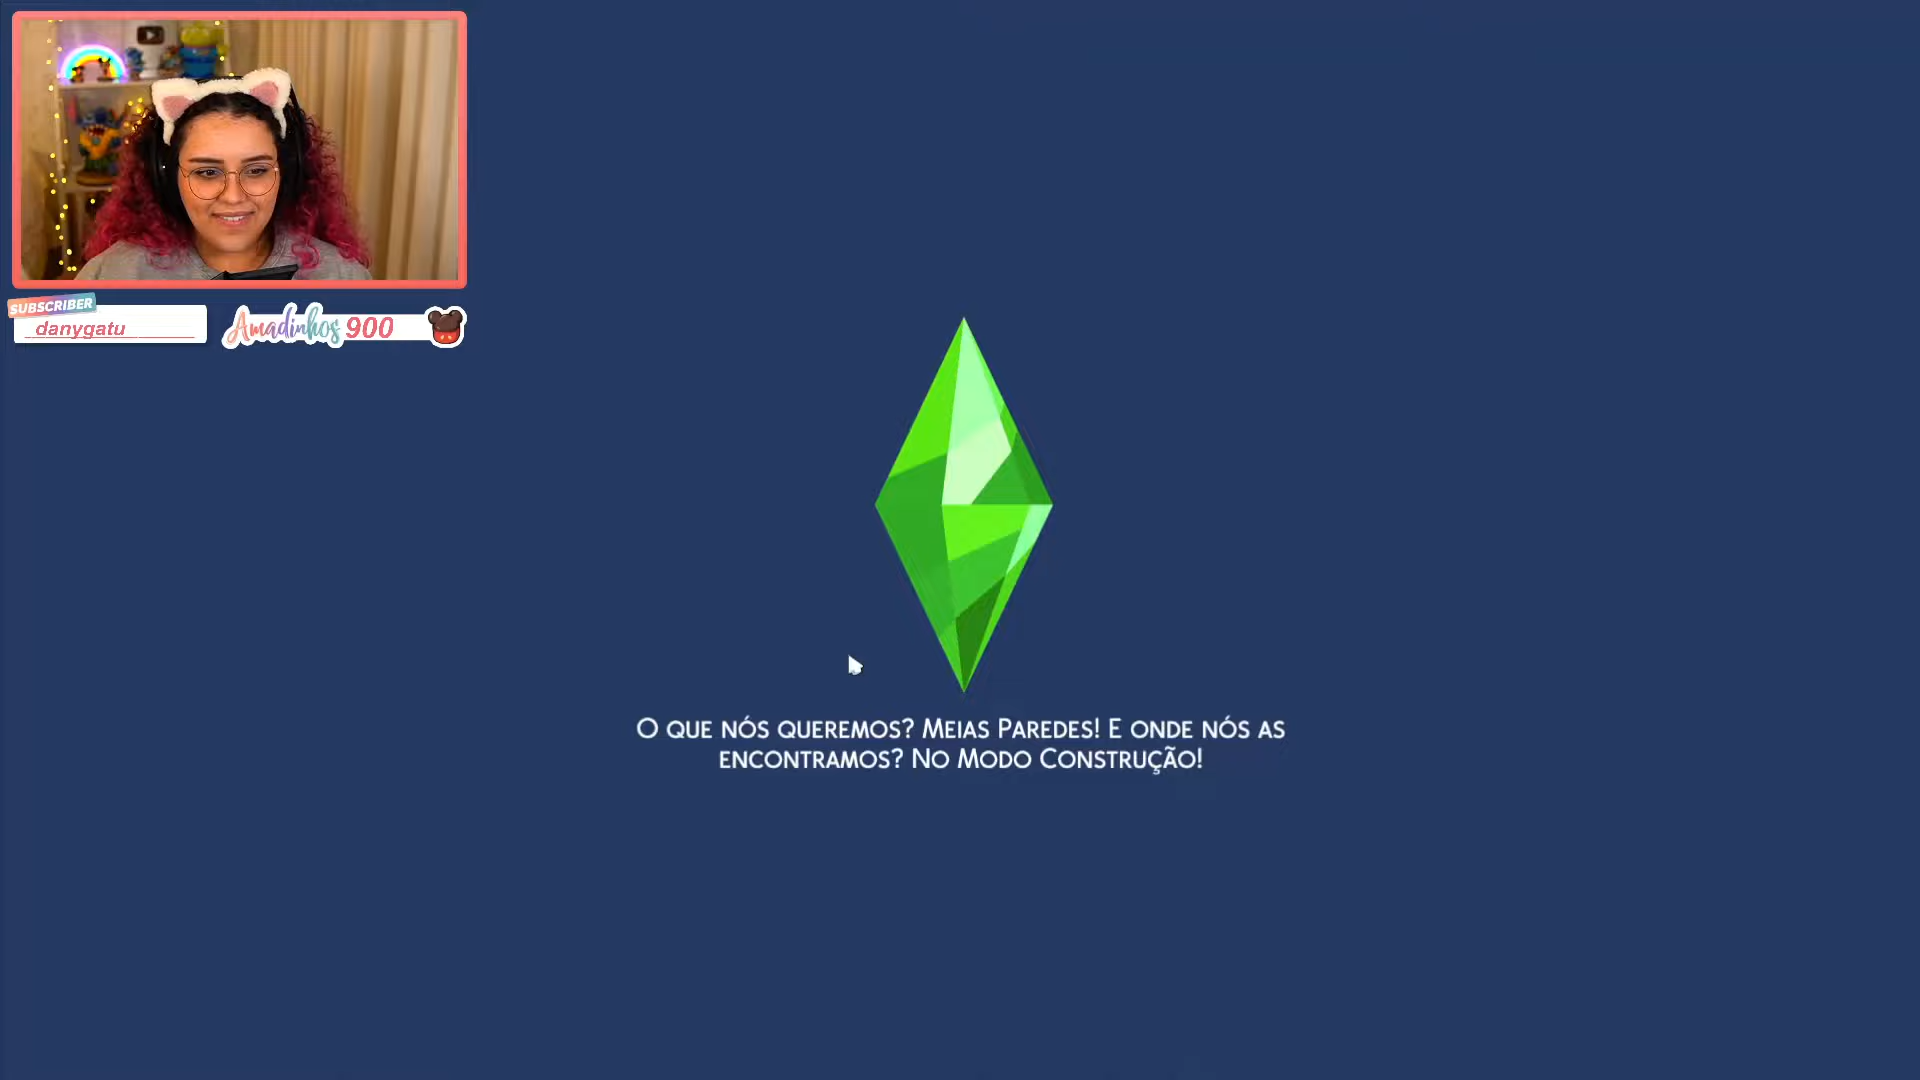 SUBSCRIBER
danygatu
Amadinhos 900
O QUE NÓS QUEREMOS? MEIAS PAREDES! E ONDE NÓS AS
ENCONTRAMOS? NO MODO CONSTRUÇÃO!